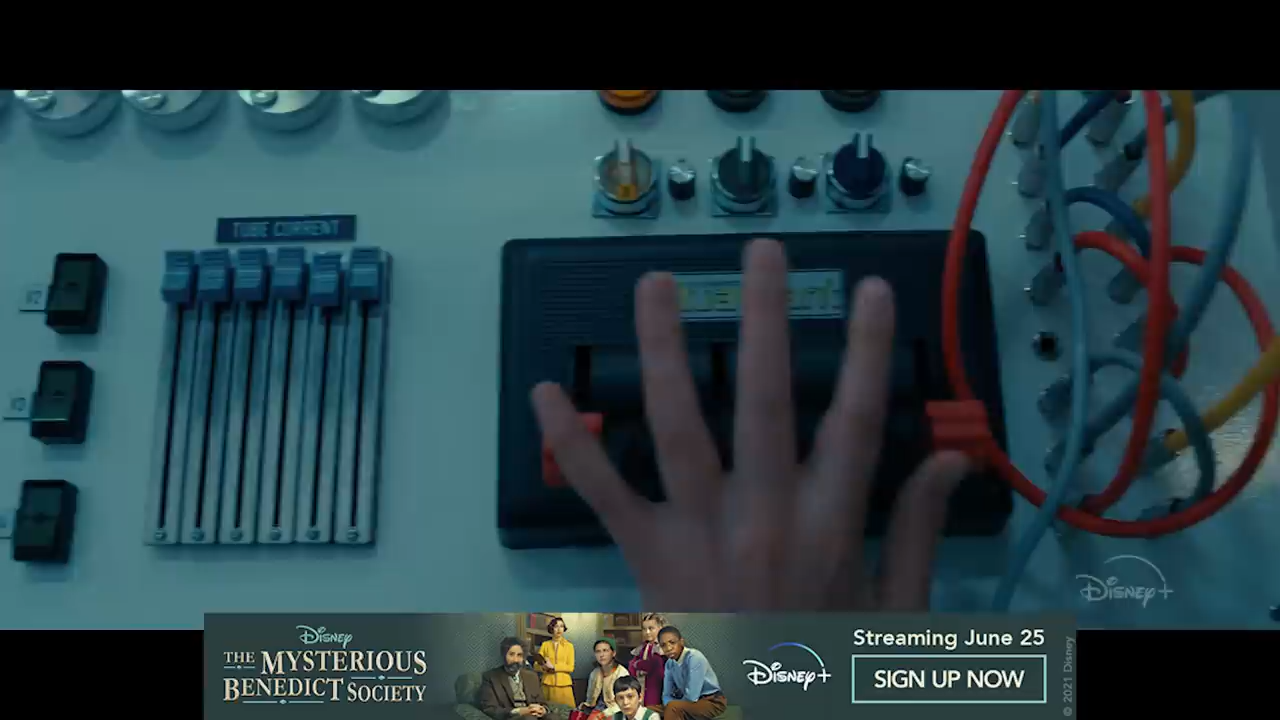 TUBE CURRENT
Disney+
Disney
THE MYSTERIOUS
BENEDICT SOCIETY
Disney+
Streaming June 25
SIGN UP NOW
© 2021 Disney